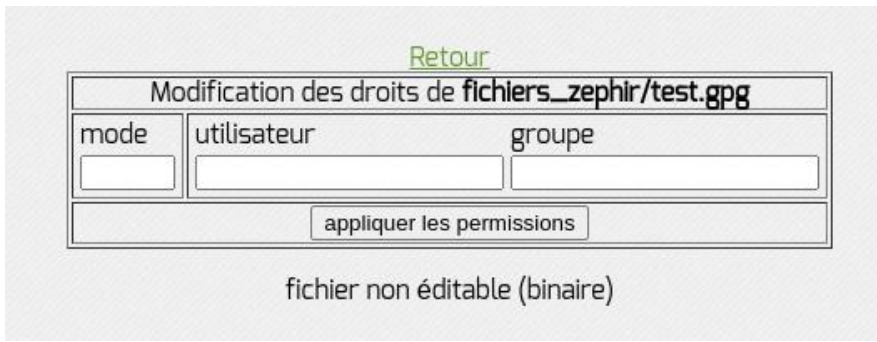 Retour
Modification des droits de fichiers_zephir/test.gpg
mode utilisateur groupe
appliquer les permissions
fichier non éditable (binaire)